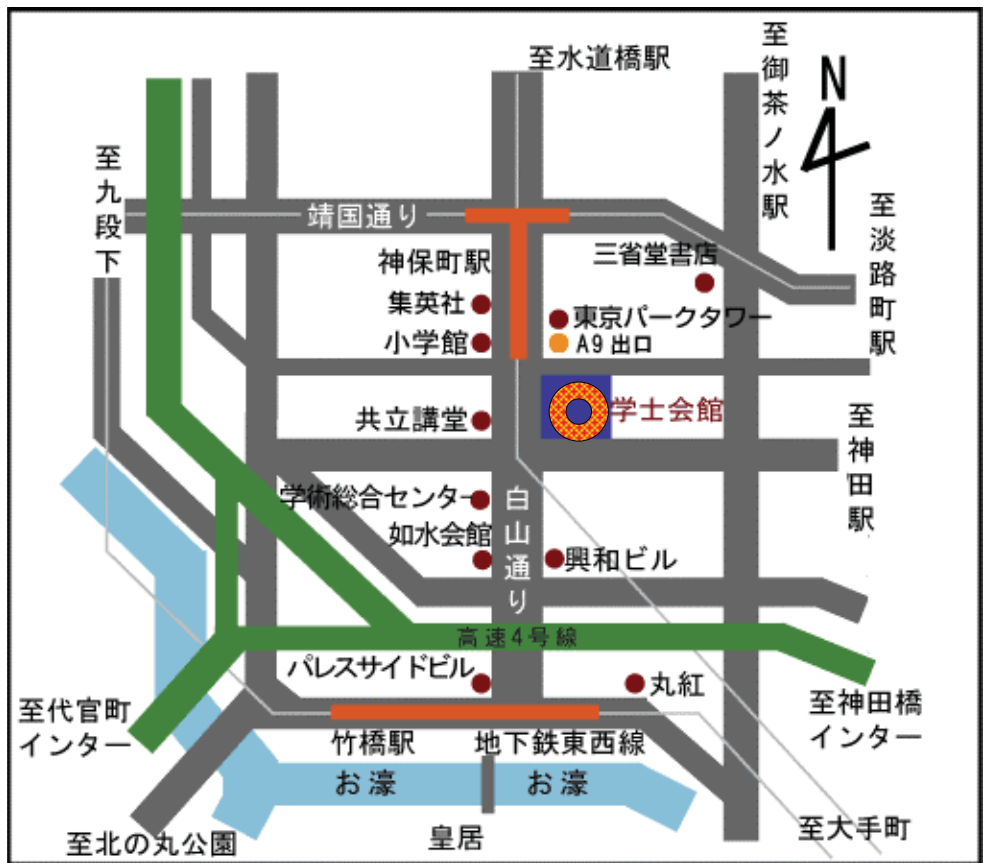 至水道橋駅
至御茶ノ水駅
N
至九段下
靖国通り
至淡路町駅
神保町駅
三省堂書店
集英社
東京パークタワー
小学館
A9 出口
学士会館
共立講堂
至神田駅
学術総合センター
白山通り
如水会館
興和ビル
高速4号線
パレスサイドビル
丸紅
至代官町
インター
至神田橋
インター
竹橋駅
地下鉄東西線
お濠
お濠
至大手町
皇居
至北の丸公園